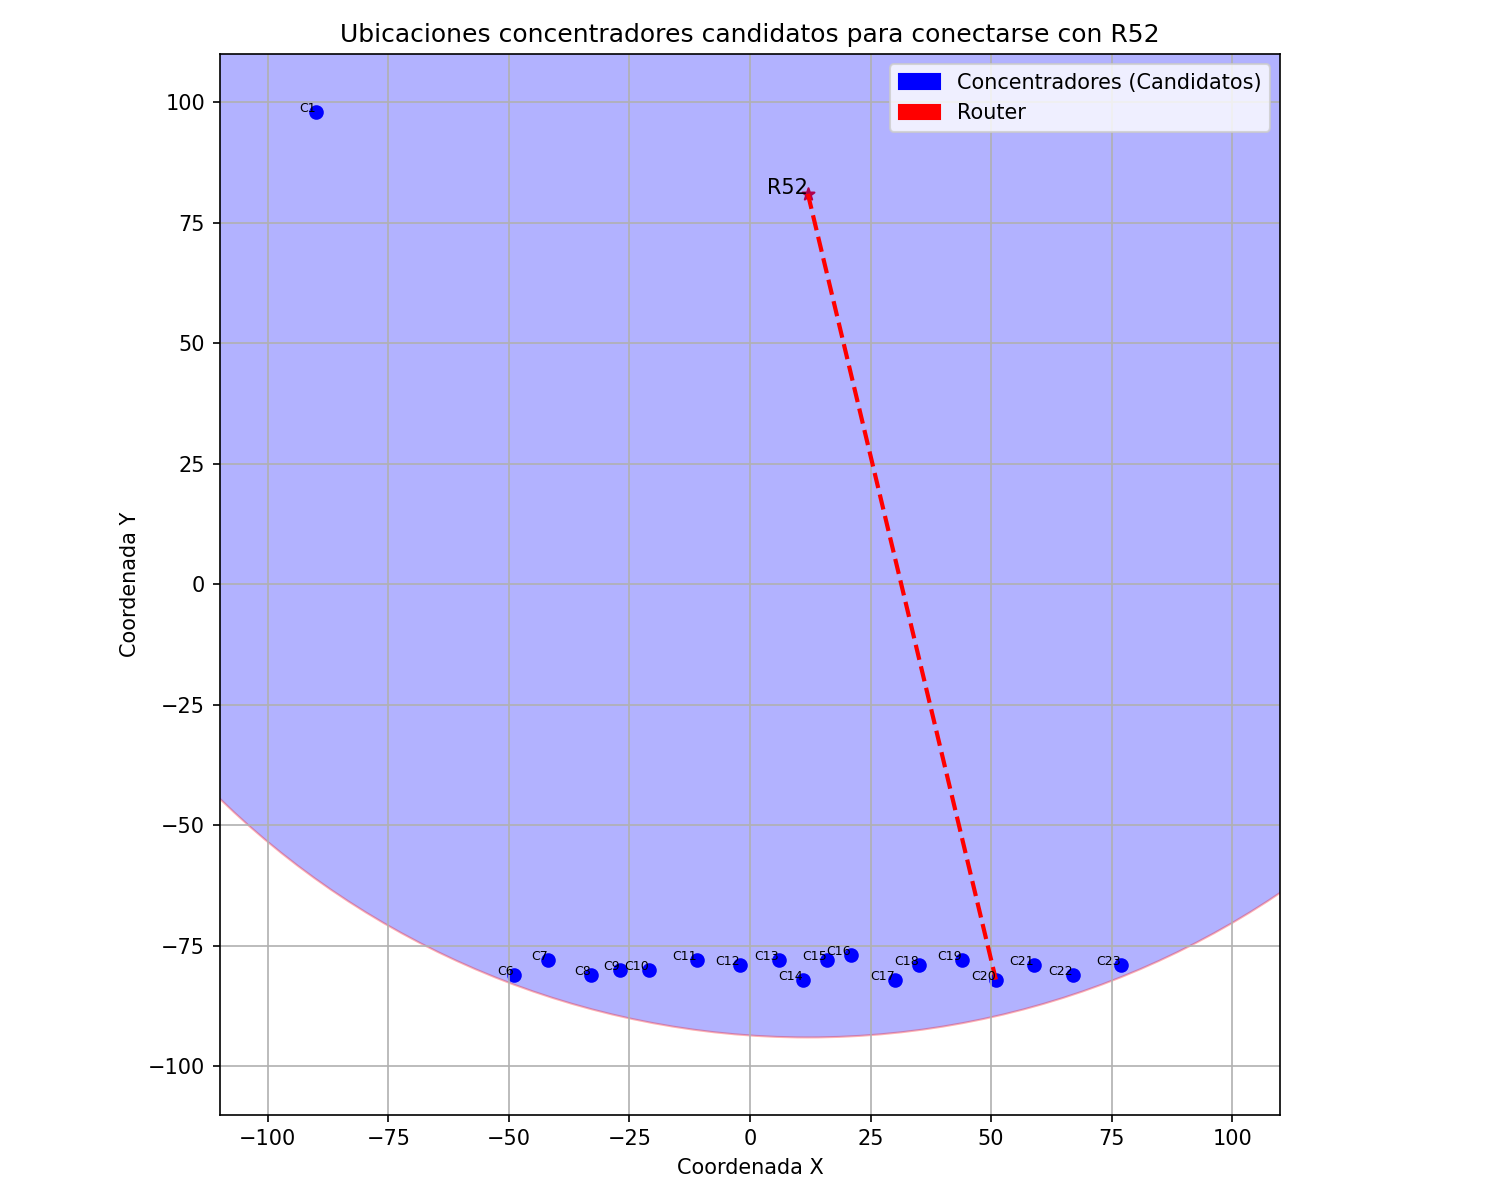 Ubicaciones concentradores candidatos para conectarse con R52
Concentradores (Candidatos)
Router
100
75
50
25
0
−25
−50
−75
−100
Coordenada Y
C1
R52
C6
C7
C8
C9
C10
C11
C12
C13
C14
C15
C16
C17
C18
C19
C20
C21
C22
C23
−100
−75
−50
−25
0
25
50
75
100
Coordenada X